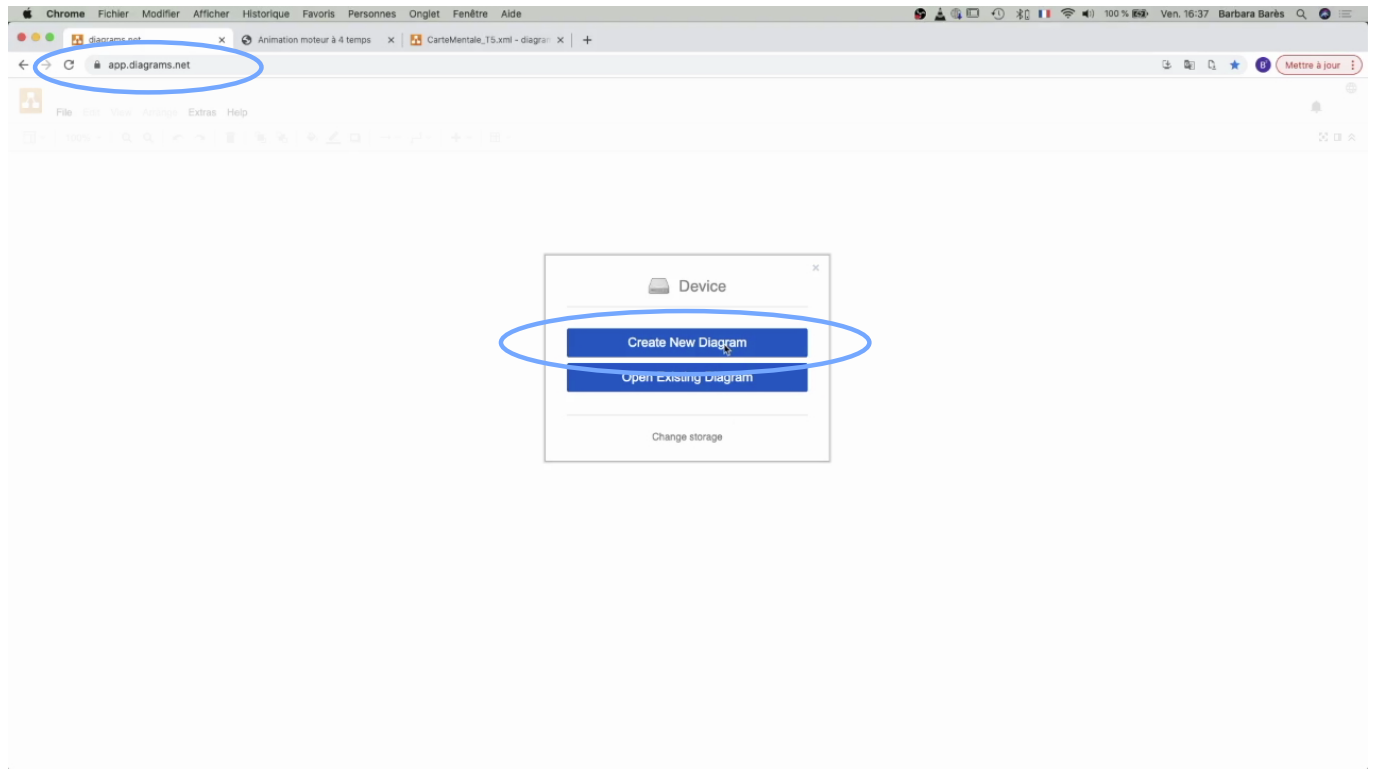 Chrome Fichier Modifier Afficher Historique Favoris Personnes Onglet Fenêtre Aide 100 % Ven. 16:37 Barbara Barès
diagrams.net Animation moteur à 4 temps CarteMentale_T5.xml - diagra
app.diagrams.net B Mettre à jour
File Edit View Arrange Extras Help
100%
Device
Create New Diagram
Open Existing Diagram
Change storage